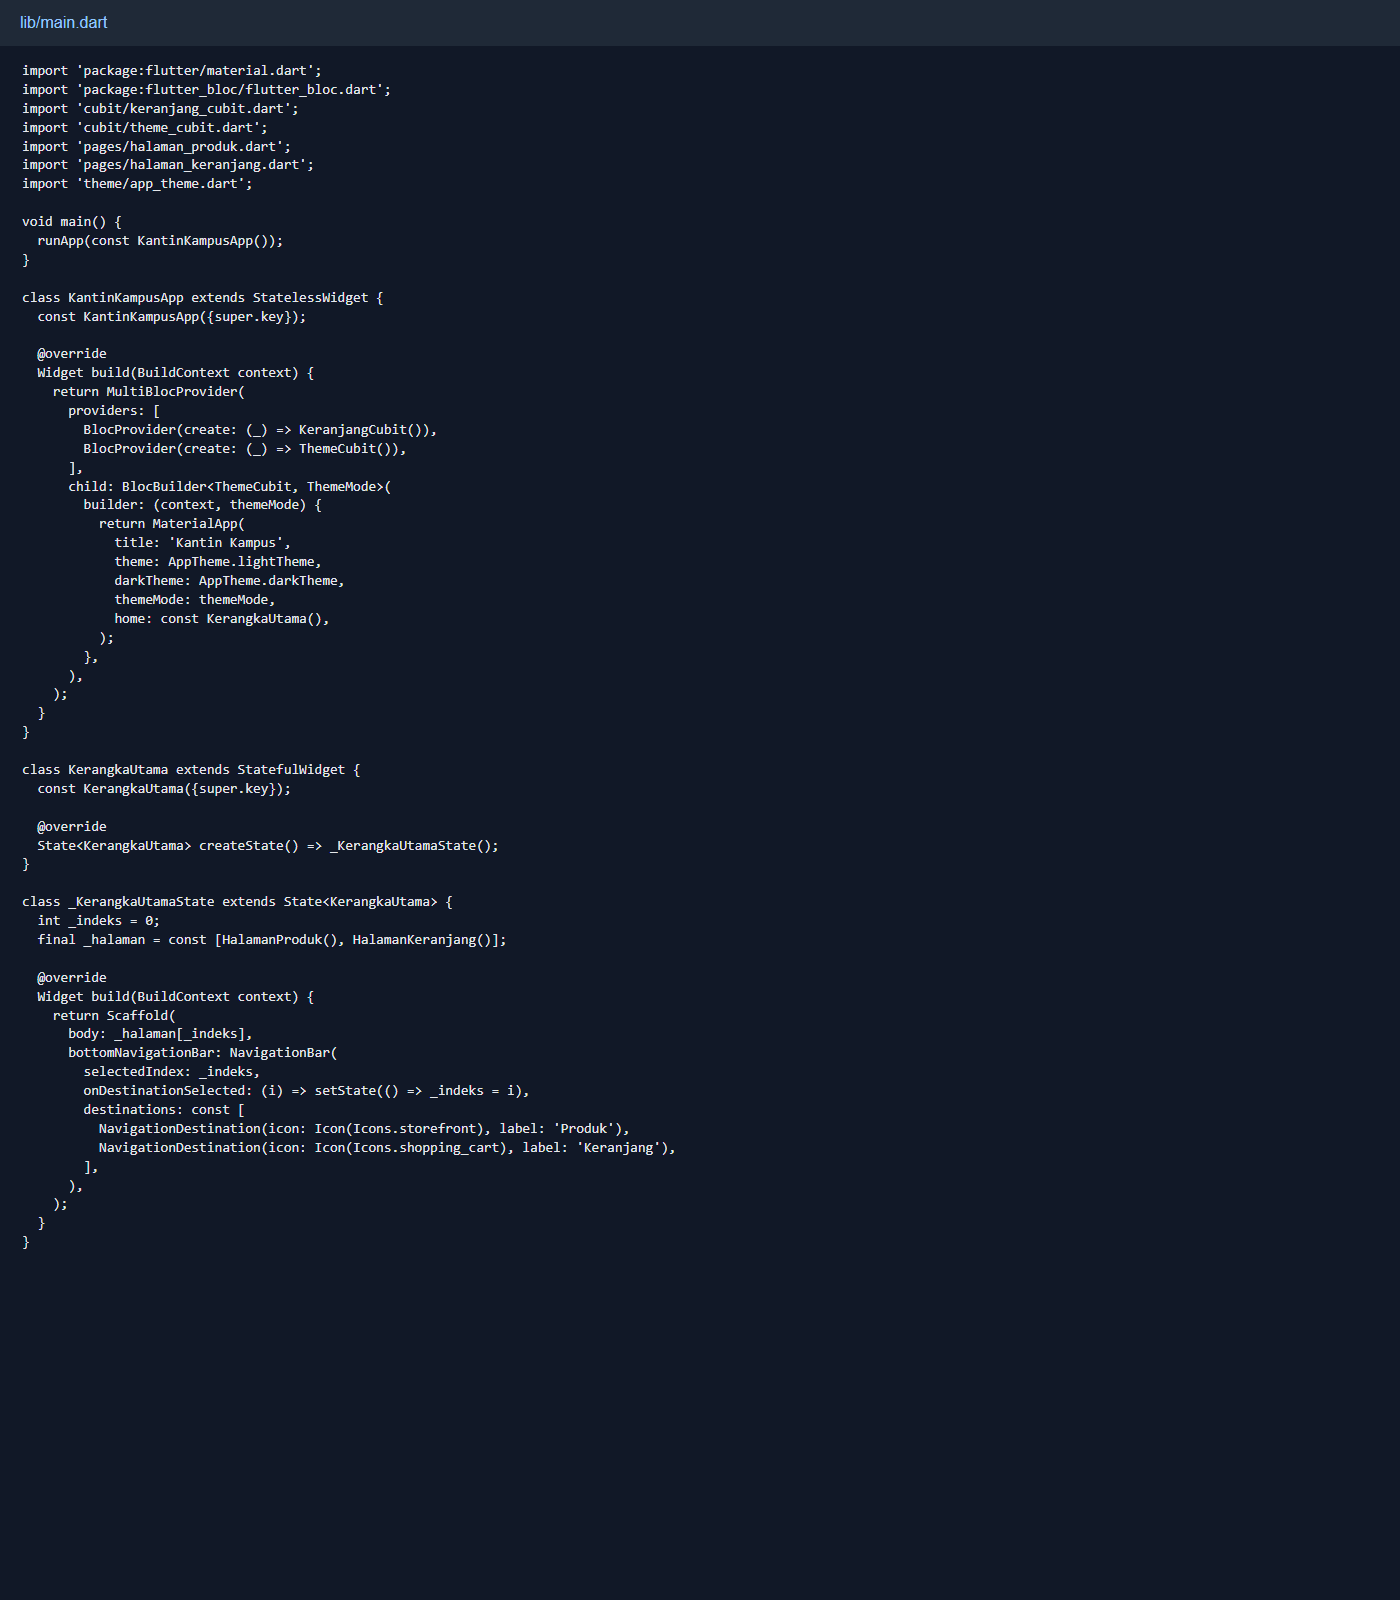 lib/main.dart
import 'package:flutter/material.dart';
import 'package:flutter_bloc/flutter_bloc.dart';
import 'cubit/keranjang_cubit.dart';
import 'cubit/theme_cubit.dart';
import 'pages/halaman_produk.dart';
import 'pages/halaman_keranjang.dart';
import 'theme/app_theme.dart';

void main() {
  runApp(const KantinKampusApp());
}

class KantinKampusApp extends StatelessWidget {
  const KantinKampusApp({super.key});

  @override
  Widget build(BuildContext context) {
    return MultiBlocProvider(
      providers: [
        BlocProvider(create: (_) => KeranjangCubit()),
        BlocProvider(create: (_) => ThemeCubit()),
      ],
      child: BlocBuilder<ThemeCubit, ThemeMode>(
        builder: (context, themeMode) {
          return MaterialApp(
            title: 'Kantin Kampus',
            theme: AppTheme.lightTheme,
            darkTheme: AppTheme.darkTheme,
            themeMode: themeMode,
            home: const KerangkaUtama(),
          );
        },
      ),
    );
  }
}

class KerangkaUtama extends StatefulWidget {
  const KerangkaUtama({super.key});

  @override
  State<KerangkaUtama> createState() => _KerangkaUtamaState();
}

class _KerangkaUtamaState extends State<KerangkaUtama> {
  int _indeks = 0;
  final _halaman = const [HalamanProduk(), HalamanKeranjang()];

  @override
  Widget build(BuildContext context) {
    return Scaffold(
      body: _halaman[_indeks],
      bottomNavigationBar: NavigationBar(
        selectedIndex: _indeks,
        onDestinationSelected: (i) => setState(() => _indeks = i),
        destinations: const [
          NavigationDestination(icon: Icon(Icons.storefront), label: 'Produk'),
          NavigationDestination(icon: Icon(Icons.shopping_cart), label: 'Keranjang'),
        ],
      ),
    );
  }
}